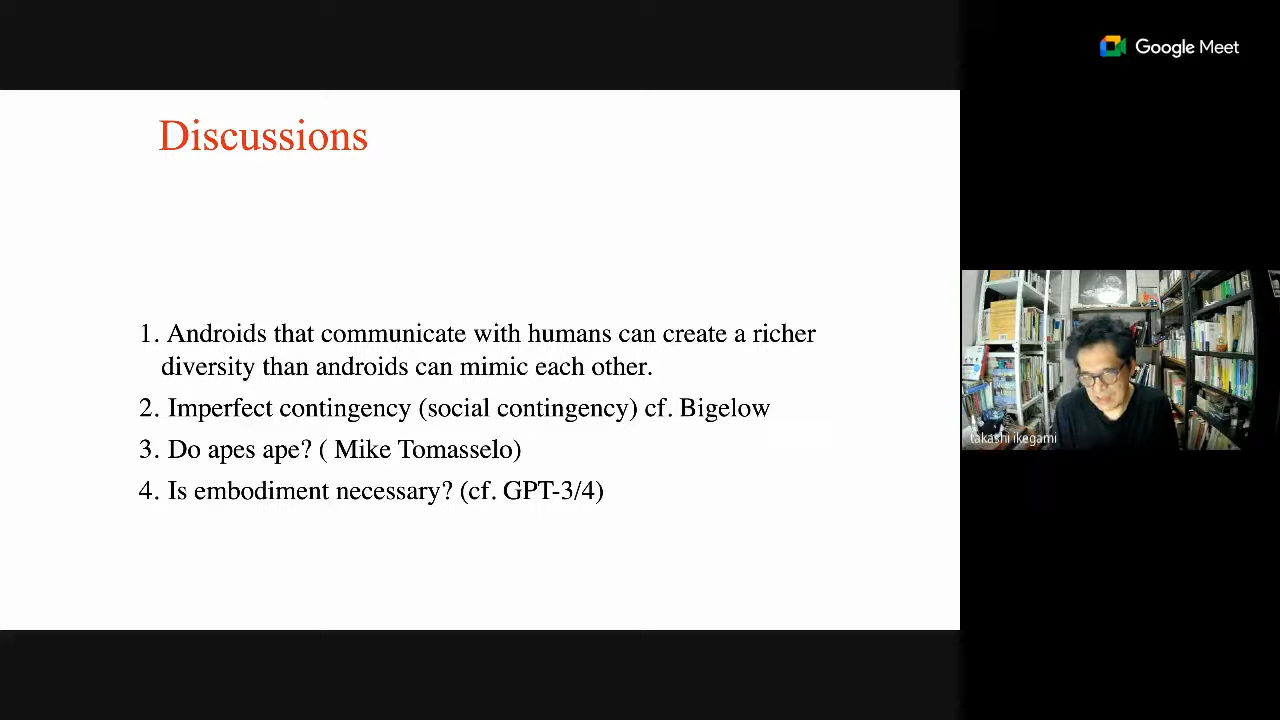 Google Meet
Discussions
1. Androids that communicate with humans can create a richer
diversity than androids can mimic each other.
2. Imperfect contingency (social contingency) cf. Bigelow
3. Do apes ape? ( Mike Tomasselo)
4. Is embodiment necessary? (cf. GPT-3/4)
takashi ikegami